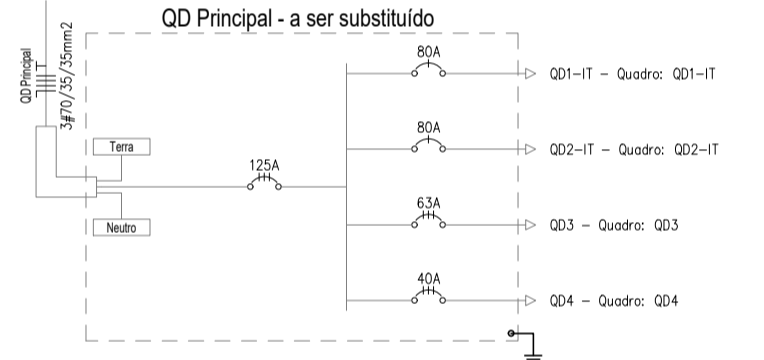 QD Principal - a ser substituído
QD Principal
3#70/35/35mm2
80A
QD1-IT - Quadro: QD1-IT
80A
QD2-IT - Quadro: QD2-IT
Terra
125A
63A
QD3 - Quadro: QD3
Neutro
40A
QD4 - Quadro: QD4